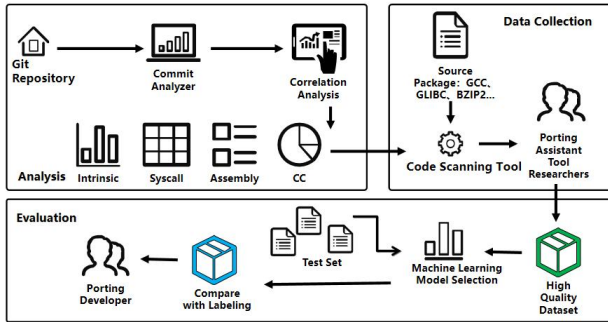 Git
Repository
Commit
Analyzer
Correlation
Analysis
Analysis
Intrinsic
Syscall
Assembly
CC
Data Collection
Source
Package：GCC、
GLIBC、BZIP2...
Code Scanning Tool
Porting
Assistant
Tool
Researchers
Evaluation
Porting
Developer
Compare
with Labeling
Test Set
Machine Learning
Model Selection
High
Quality
Dataset